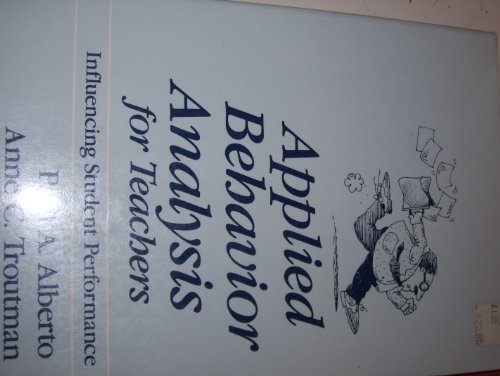 Applied
Behavior
Analysis
for Teachers
Influencing Student Performance
A. Alberto
Anne C. Troutman